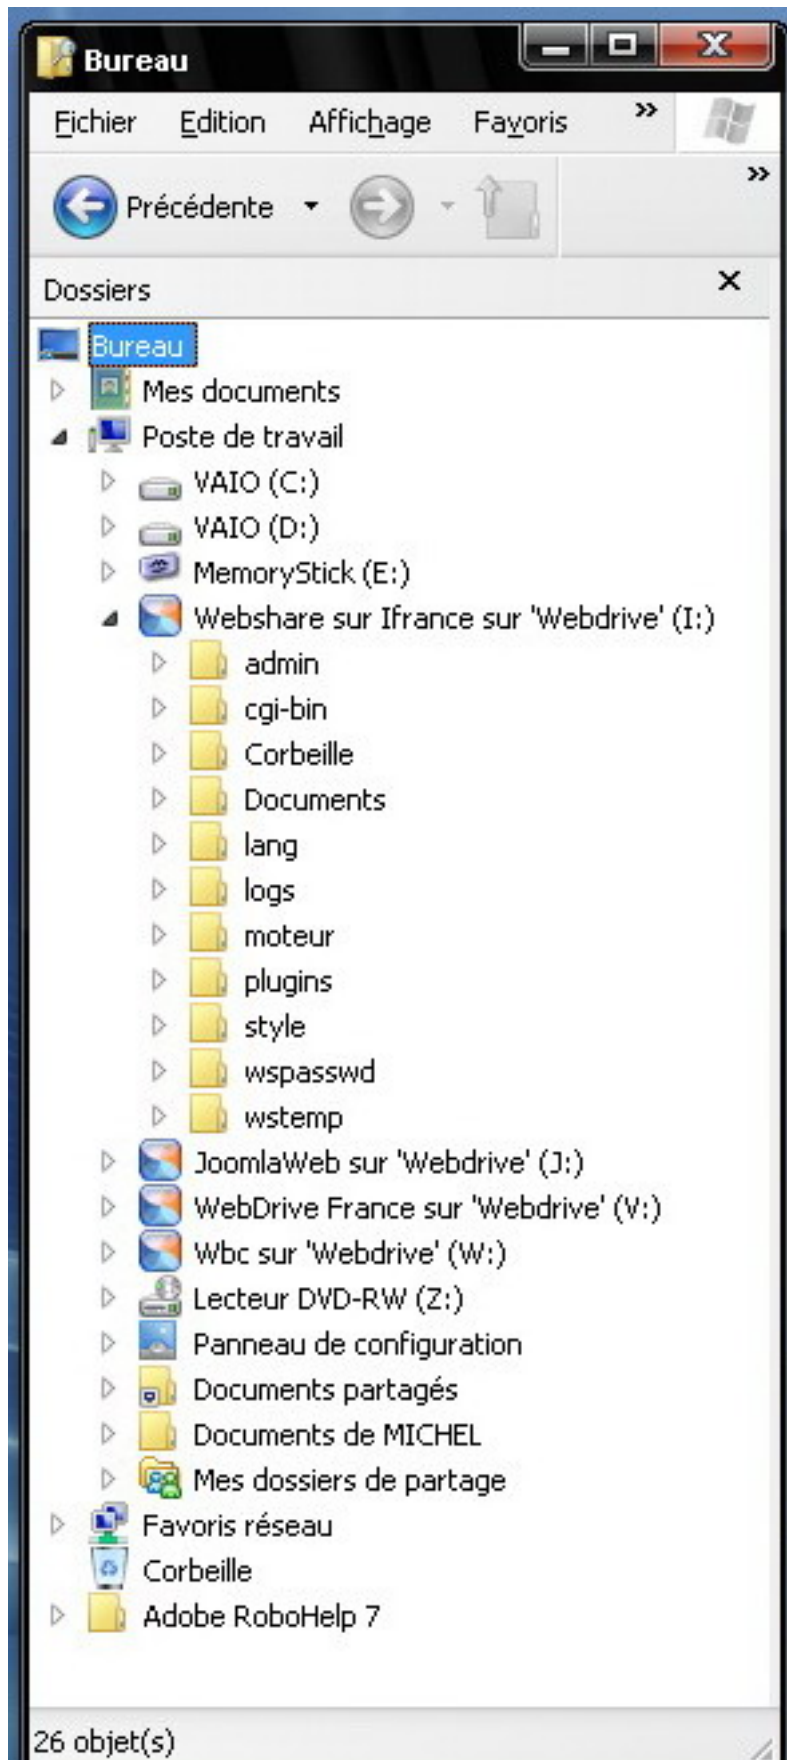 Bureau
Fichier Edition Affichage Favoris »
Précédente »
Dossiers
Bureau
Mes documents
Poste de travail
VAIO (C:)
VAIO (D:)
MemoryStick (E:)
Webshare sur Ifrance sur 'Webdrive' (I:)
admin
cgi-bin
Corbeille
Documents
lang
logs
moteur
plugins
style
wspasswd
wstemp
JoomlaWeb sur 'Webdrive' (J:)
WebDrive France sur 'Webdrive' (V:)
Wbc sur 'Webdrive' (W:)
Lecteur DVD-RW (Z:)
Panneau de configuration
Documents partagés
Documents de MICHEL
Mes dossiers de partage
Favoris réseau
Corbeille
Adobe RoboHelp 7
26 objet(s)